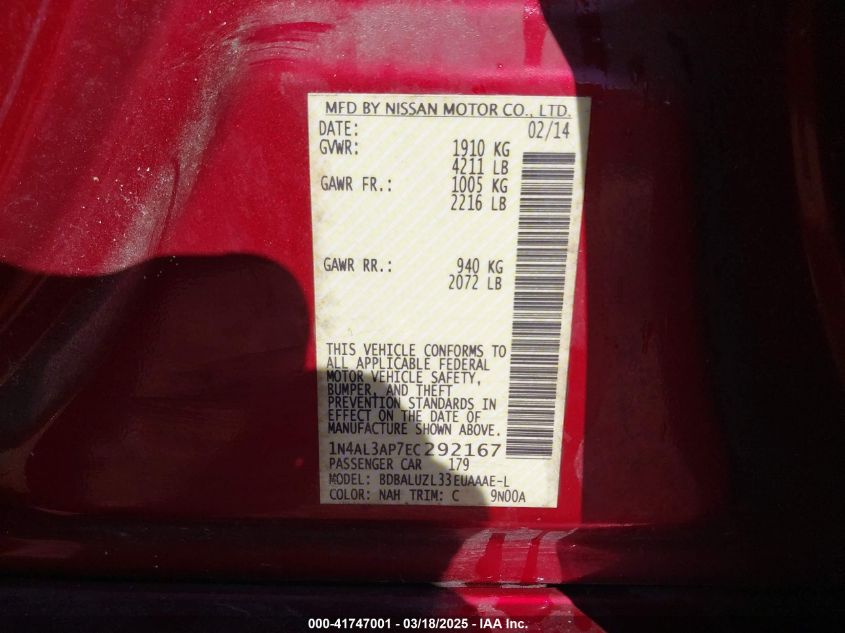 MFD BY NISSAN MOTOR CO., LTD.
DATE: 02/14
GVWR: 1910 KG
4211 LB
GAWR FR.: 1005 KG
2216 LB
GAWR RR.: 940 KG
2072 LB
THIS VEHICLE CONFORMS TO
ALL APPLICABLE FEDERAL
MOTOR VEHICLE SAFETY,
BUMPER, AND THEFT
PREVENTION STANDARDS IN
EFFECT ON THE DATE OF
MANUFACTURE SHOWN ABOVE.
1N4AL3AP7EC292167
PASSENGER CAR 179
MODEL: BDBALUZL33EUAAAE-L
COLOR: NAH TRIM: C 9N00A
000-41747001 - 03/18/2025 - IAA Inc.